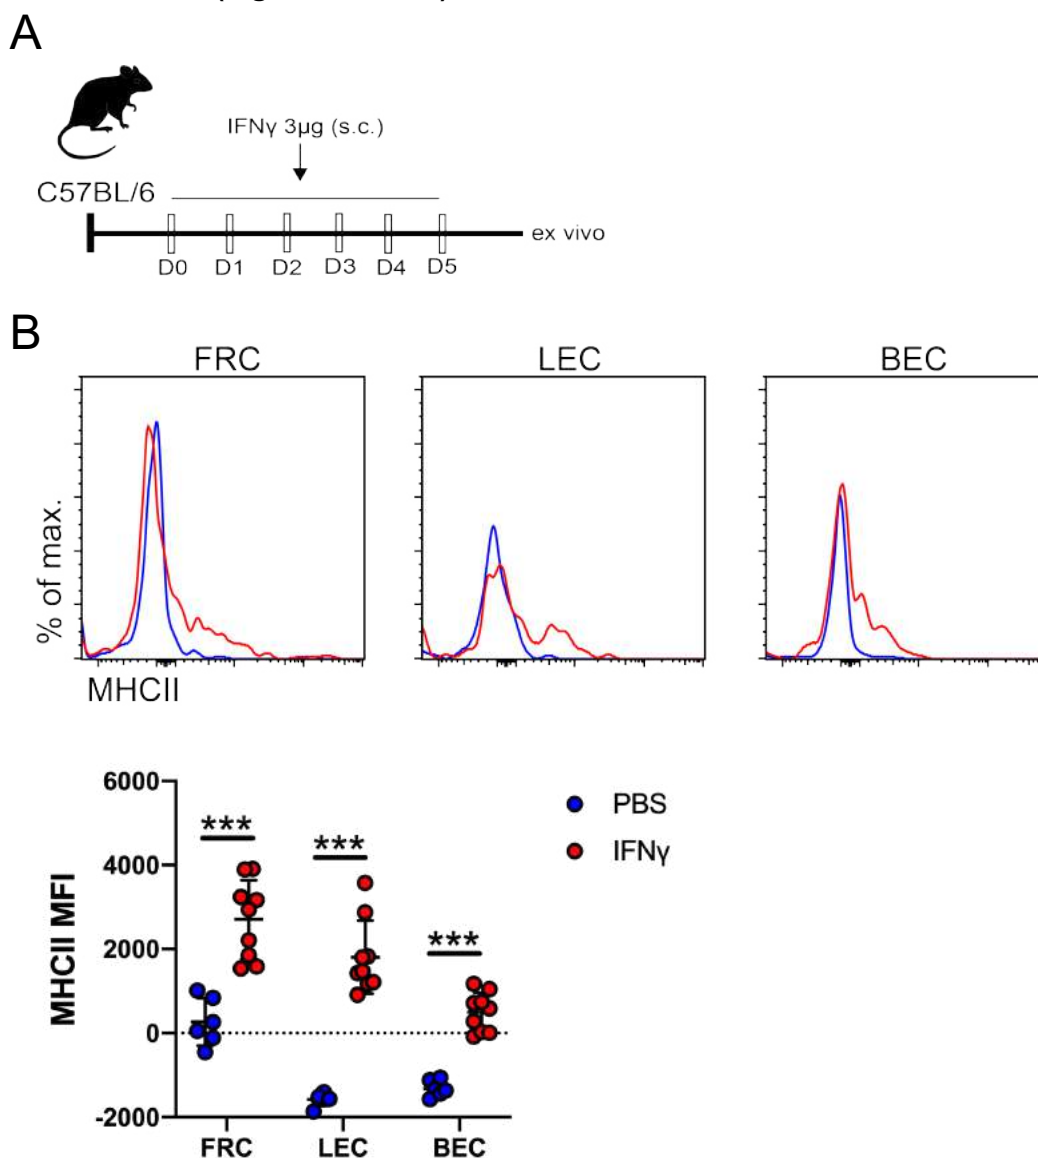 A
IFNγ 3µg (s.c.)
C57BL/6
ex vivo
D0 D1 D2 D3 D4 D5
B
FRC LEC BEC
% of max.
MHCII
6000
4000
2000
0
-2000
MHCII MFI
*** *** ***
PBS
IFNγ
FRC LEC BEC